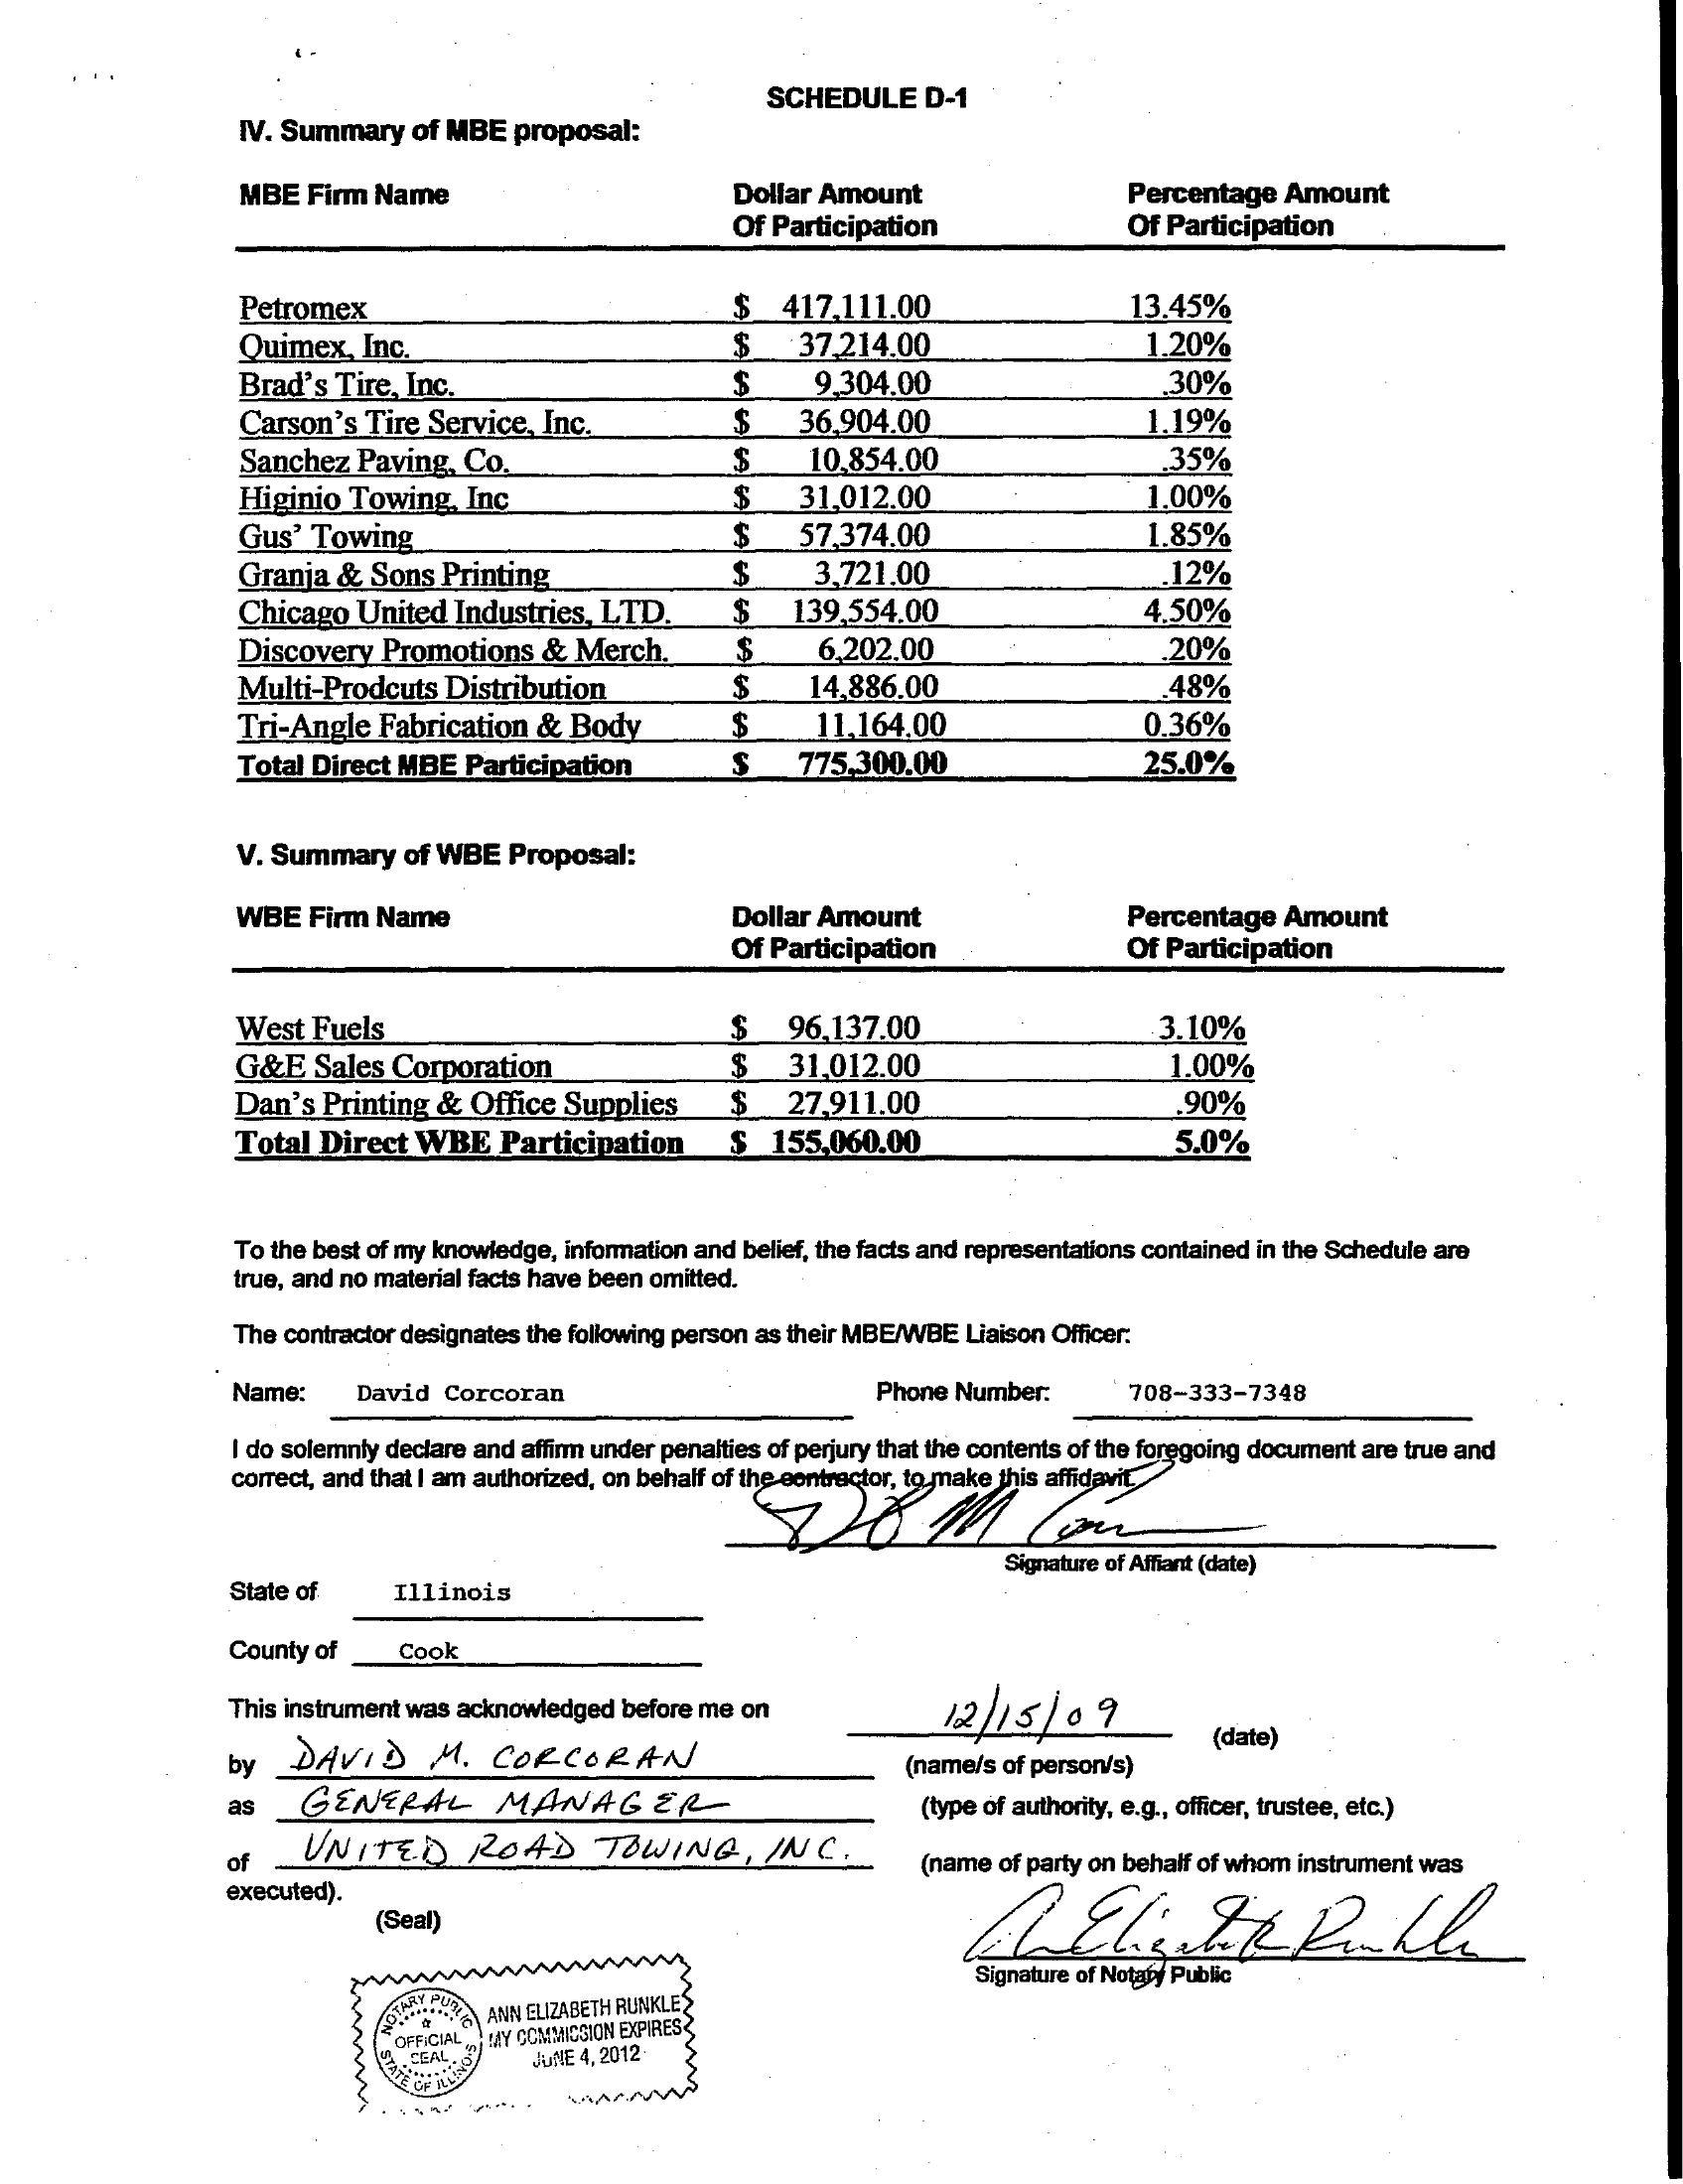 SCHEDULE D-1
IV. Summary of MBE proposal:
MBE Firm Name Dollar Amount Percentage Amount
Of Participation Of Participation
Petromex $ 417,111.00 13.45%
Quimex, Inc. $ 37,214.00 1.20%
Brad's Tire, Inc. $ 9,304.00 .30%
Carson's Tire Service, Inc. $ 36,904.00 1.19%
Sanchez Paving, Co. $ 10,854.00 .35%
Higinio Towing, Inc $ 31,012.00 1.00%
Gus' Towing $ 57,374.00 1.85%
Granja & Sons Printing $ 3,721.00 .12%
Chicago United Industries, LTD. $ 139,554.00 4.50%
Discovery Promotions & Merch. $ 6,202.00 .20%
Multi-Prodcuts Distribution $ 14,886.00 .48%
Tri-Angle Fabrication & Body $ 11,164.00 0.36%
Total Direct MBE Participation $ 775,300.00 25.0%
V. Summary of WBE Proposal:
WBE Firm Name Dollar Amount Percentage Amount
Of Participation Of Participation
West Fuels $ 96,137.00 3.10%
G&E Sales Corporation $ 31,012.00 1.00%
Dan's Printing & Office Supplies $ 27,911.00 .90%
Total Direct WBE Participation $ 155,060.00 5.0%
To the best of my knowledge, information and belief, the facts and representations contained in the Schedule are
true, and no material facts have been omitted.
The contractor designates the following person as their MBE/WBE Liaison Officer:
Name: David Corcoran Phone Number: 708-333-7348
I do solemnly declare and affirm under penalties of perjury that the contents of the foregoing document are true and
correct, and that I am authorized, on behalf of the contractor, to make this affidavit.
Signature of Affiant (date)
State of Illinois
County of Cook
This instrument was acknowledged before me on 12/15/09 (date)
by DAVID M. CORCORAN (name/s of person/s)
as GENERAL MANAGER (type of authority, e.g., officer, trustee, etc.)
of UNITED ROAD TOWING, INC. (name of party on behalf of whom instrument was
executed).
(Seal)
Ann Elizabeth Runkle
Signature of Notary Public
NOTARY PUBLIC
OFFICIAL
SEAL
STATE OF ILLINOIS
ANN ELIZABETH RUNKLE
MY COMMISSION EXPIRES
JUNE 4, 2012